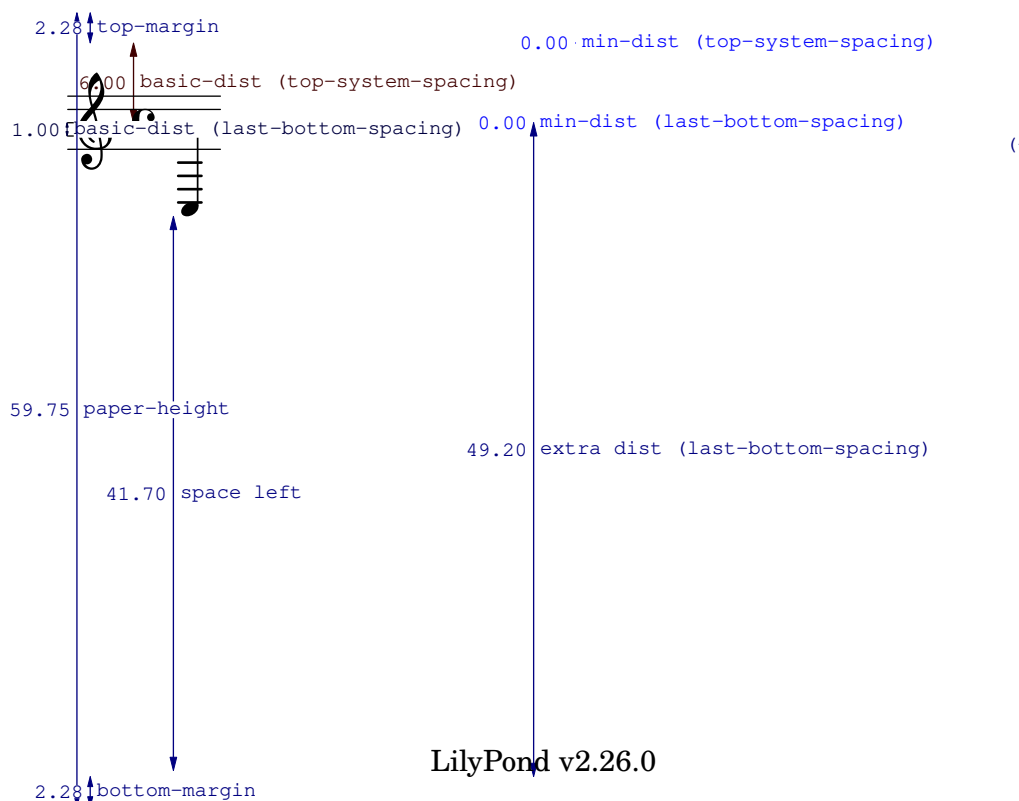 2.28 top-margin
0.00 min-dist (top-system-spacing)
6.00 basic-dist (top-system-spacing)
1.00 basic-dist (last-bottom-spacing)
0.00 min-dist (last-bottom-spacing)
(
59.75 paper-height
49.20 extra dist (last-bottom-spacing)
41.70 space left
LilyPond v2.26.0
2.28 bottom-margin